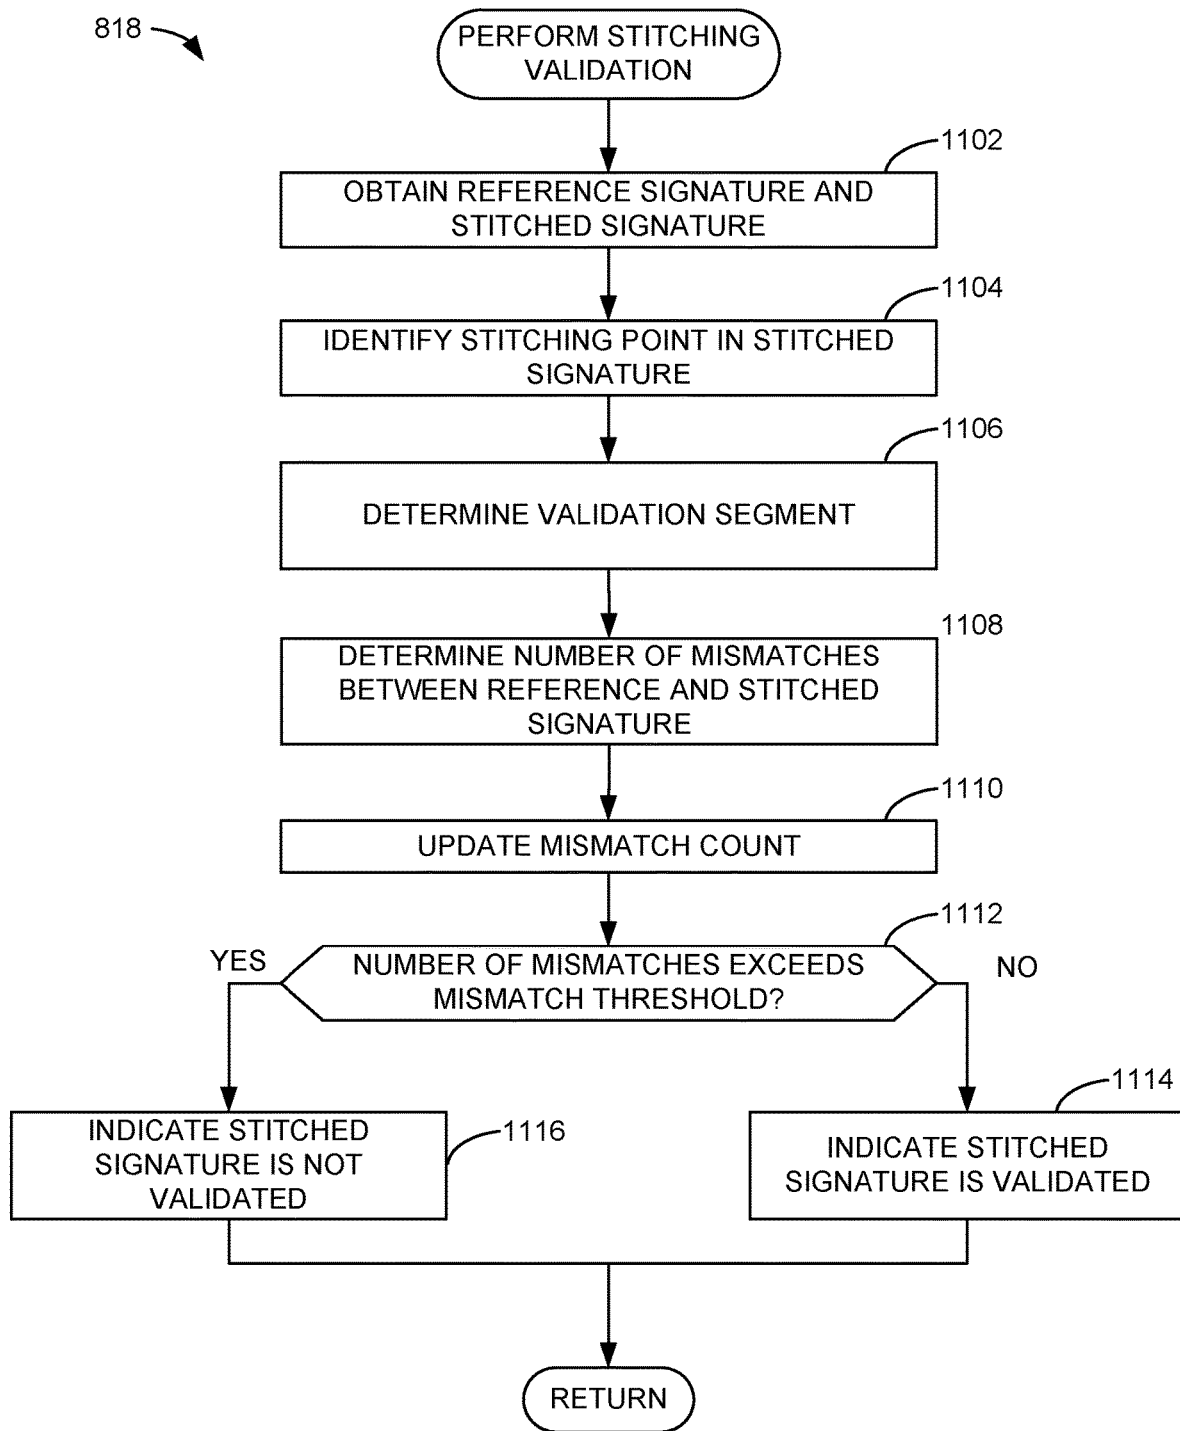 818
PERFORM STITCHING
VALIDATION
1102
OBTAIN REFERENCE SIGNATURE AND
STITCHED SIGNATURE
1104
IDENTIFY STITCHING POINT IN STITCHED
SIGNATURE
1106
DETERMINE VALIDATION SEGMENT
1108
DETERMINE NUMBER OF MISMATCHES
BETWEEN REFERENCE AND STITCHED
SIGNATURE
1110
UPDATE MISMATCH COUNT
1112
YES
NUMBER OF MISMATCHES EXCEEDS
MISMATCH THRESHOLD?
NO
1116
INDICATE STITCHED
SIGNATURE IS NOT
VALIDATED
1114
INDICATE STITCHED
SIGNATURE IS VALIDATED
RETURN